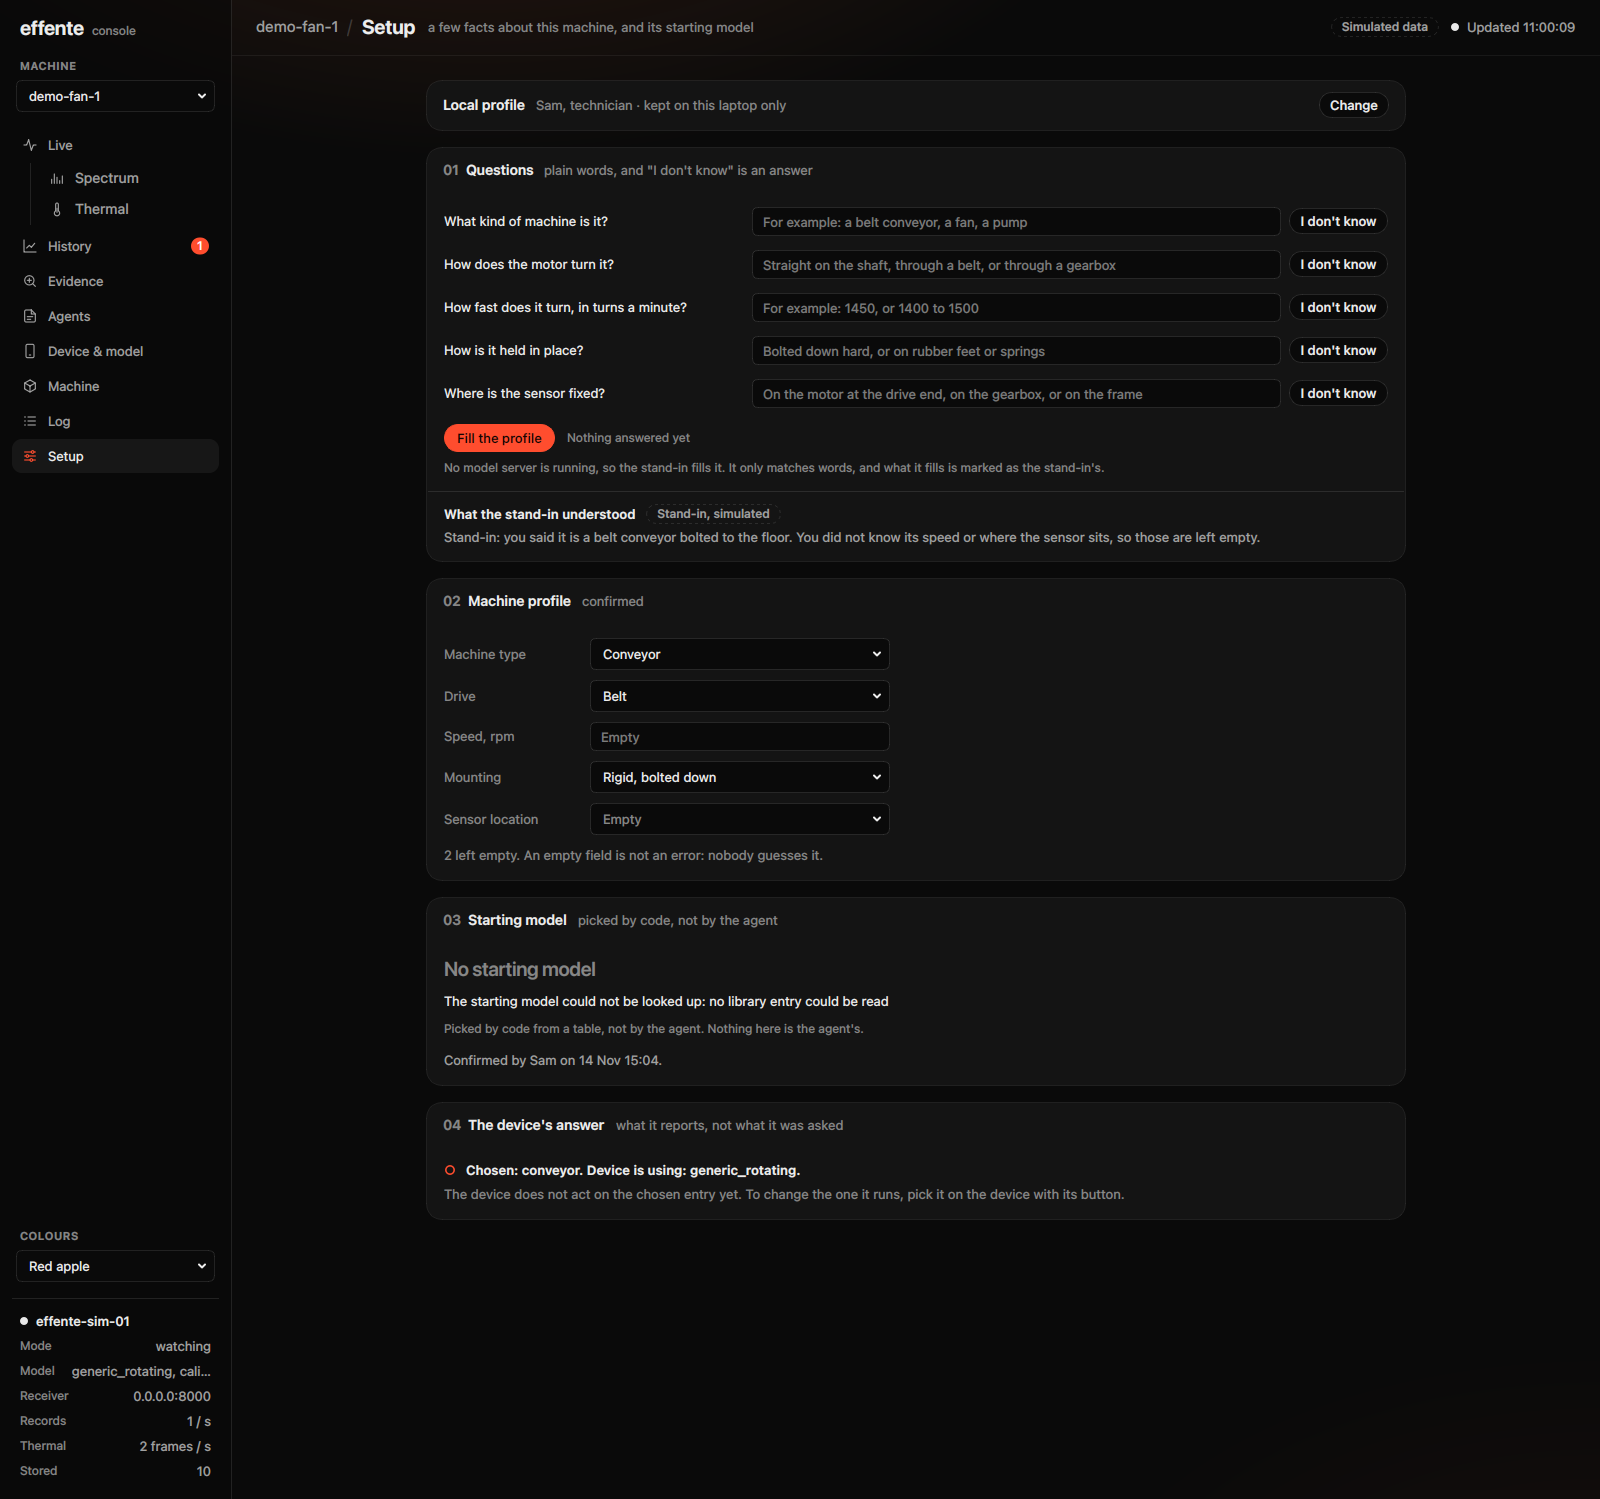 effente console
MACHINE
demo-fan-1
Live
Spectrum
Thermal
History 1
Evidence
Agents
Device & model
Machine
Log
Setup
COLOURS
Red apple
effente-sim-01
Mode watching
Model generic_rotating, cali...
Receiver 0.0.0.0:8000
Records 1 / s
Thermal 2 frames / s
Stored 10
demo-fan-1 / Setup a few facts about this machine, and its starting model
Simulated data Updated 11:00:09
Local profile Sam, technician · kept on this laptop only Change
01 Questions plain words, and "I don't know" is an answer
What kind of machine is it? For example: a belt conveyor, a fan, a pump I don't know
How does the motor turn it? Straight on the shaft, through a belt, or through a gearbox I don't know
How fast does it turn, in turns a minute? For example: 1450, or 1400 to 1500 I don't know
How is it held in place? Bolted down hard, or on rubber feet or springs I don't know
Where is the sensor fixed? On the motor at the drive end, on the gearbox, or on the frame I don't know
Fill the profile Nothing answered yet
No model server is running, so the stand-in fills it. It only matches words, and what it fills is marked as the stand-in's.
What the stand-in understood Stand-in, simulated
Stand-in: you said it is a belt conveyor bolted to the floor. You did not know its speed or where the sensor sits, so those are left empty.
02 Machine profile confirmed
Machine type Conveyor
Drive Belt
Speed, rpm Empty
Mounting Rigid, bolted down
Sensor location Empty
2 left empty. An empty field is not an error: nobody guesses it.
03 Starting model picked by code, not by the agent
No starting model
The starting model could not be looked up: no library entry could be read
Picked by code from a table, not by the agent. Nothing here is the agent's.
Confirmed by Sam on 14 Nov 15:04.
04 The device's answer what it reports, not what it was asked
Chosen: conveyor. Device is using: generic_rotating.
The device does not act on the chosen entry yet. To change the one it runs, pick it on the device with its button.